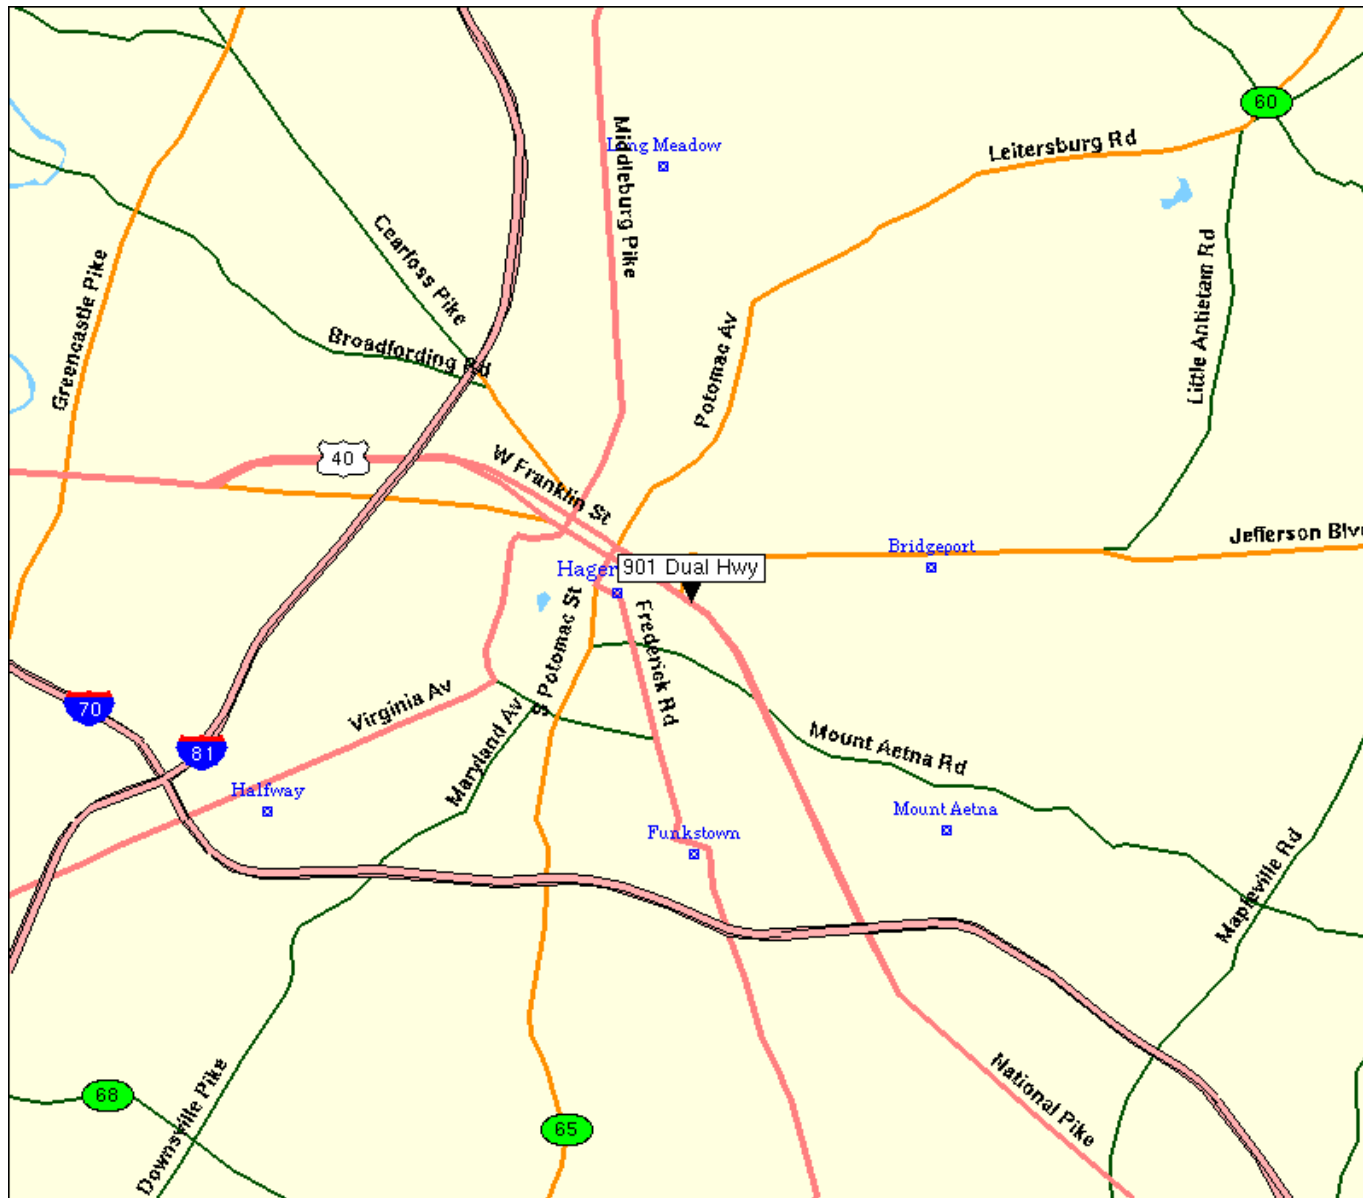 60
Middleburg Pike
Long Meadow
Leitersburg Rd
Cearfoss Pike
Greencastle Pike
Little Antietam Rd
Broadfording Rd
Potomac Av
40
W Franklin St
Jefferson Blv
Bridgeport
Hager
901 Dual Hwy
S Potomac St
Frederick Rd
70
Virginia Av
81
Maryland Av
Mount Aetna Rd
Halfway
Mount Aetna
Funkstown
Mapleville Rd
National Pike
68
Downsville Pike
65